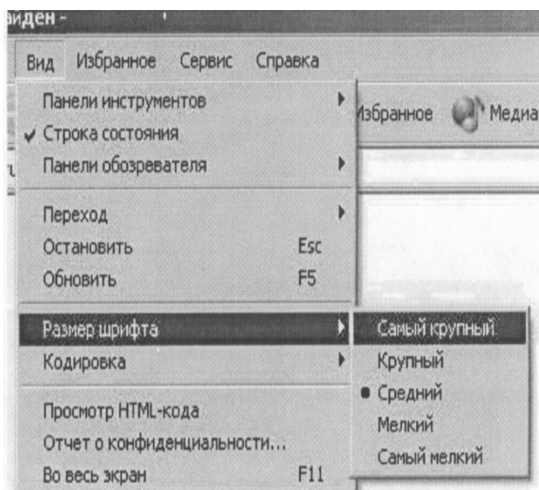 айден -
Вид Избранное Сервис Справка
Панели инструментов
Избранное Медиа
Строка состояния
Панели обозревателя
Переход
Остановить Esc
Обновить F5
Размер шрифта Самый крупный
Кодировка Крупный
Средний
Просмотр HTML-кода Мелкий
Отчет о конфиденциальности... Самый мелкий
Во весь экран F11